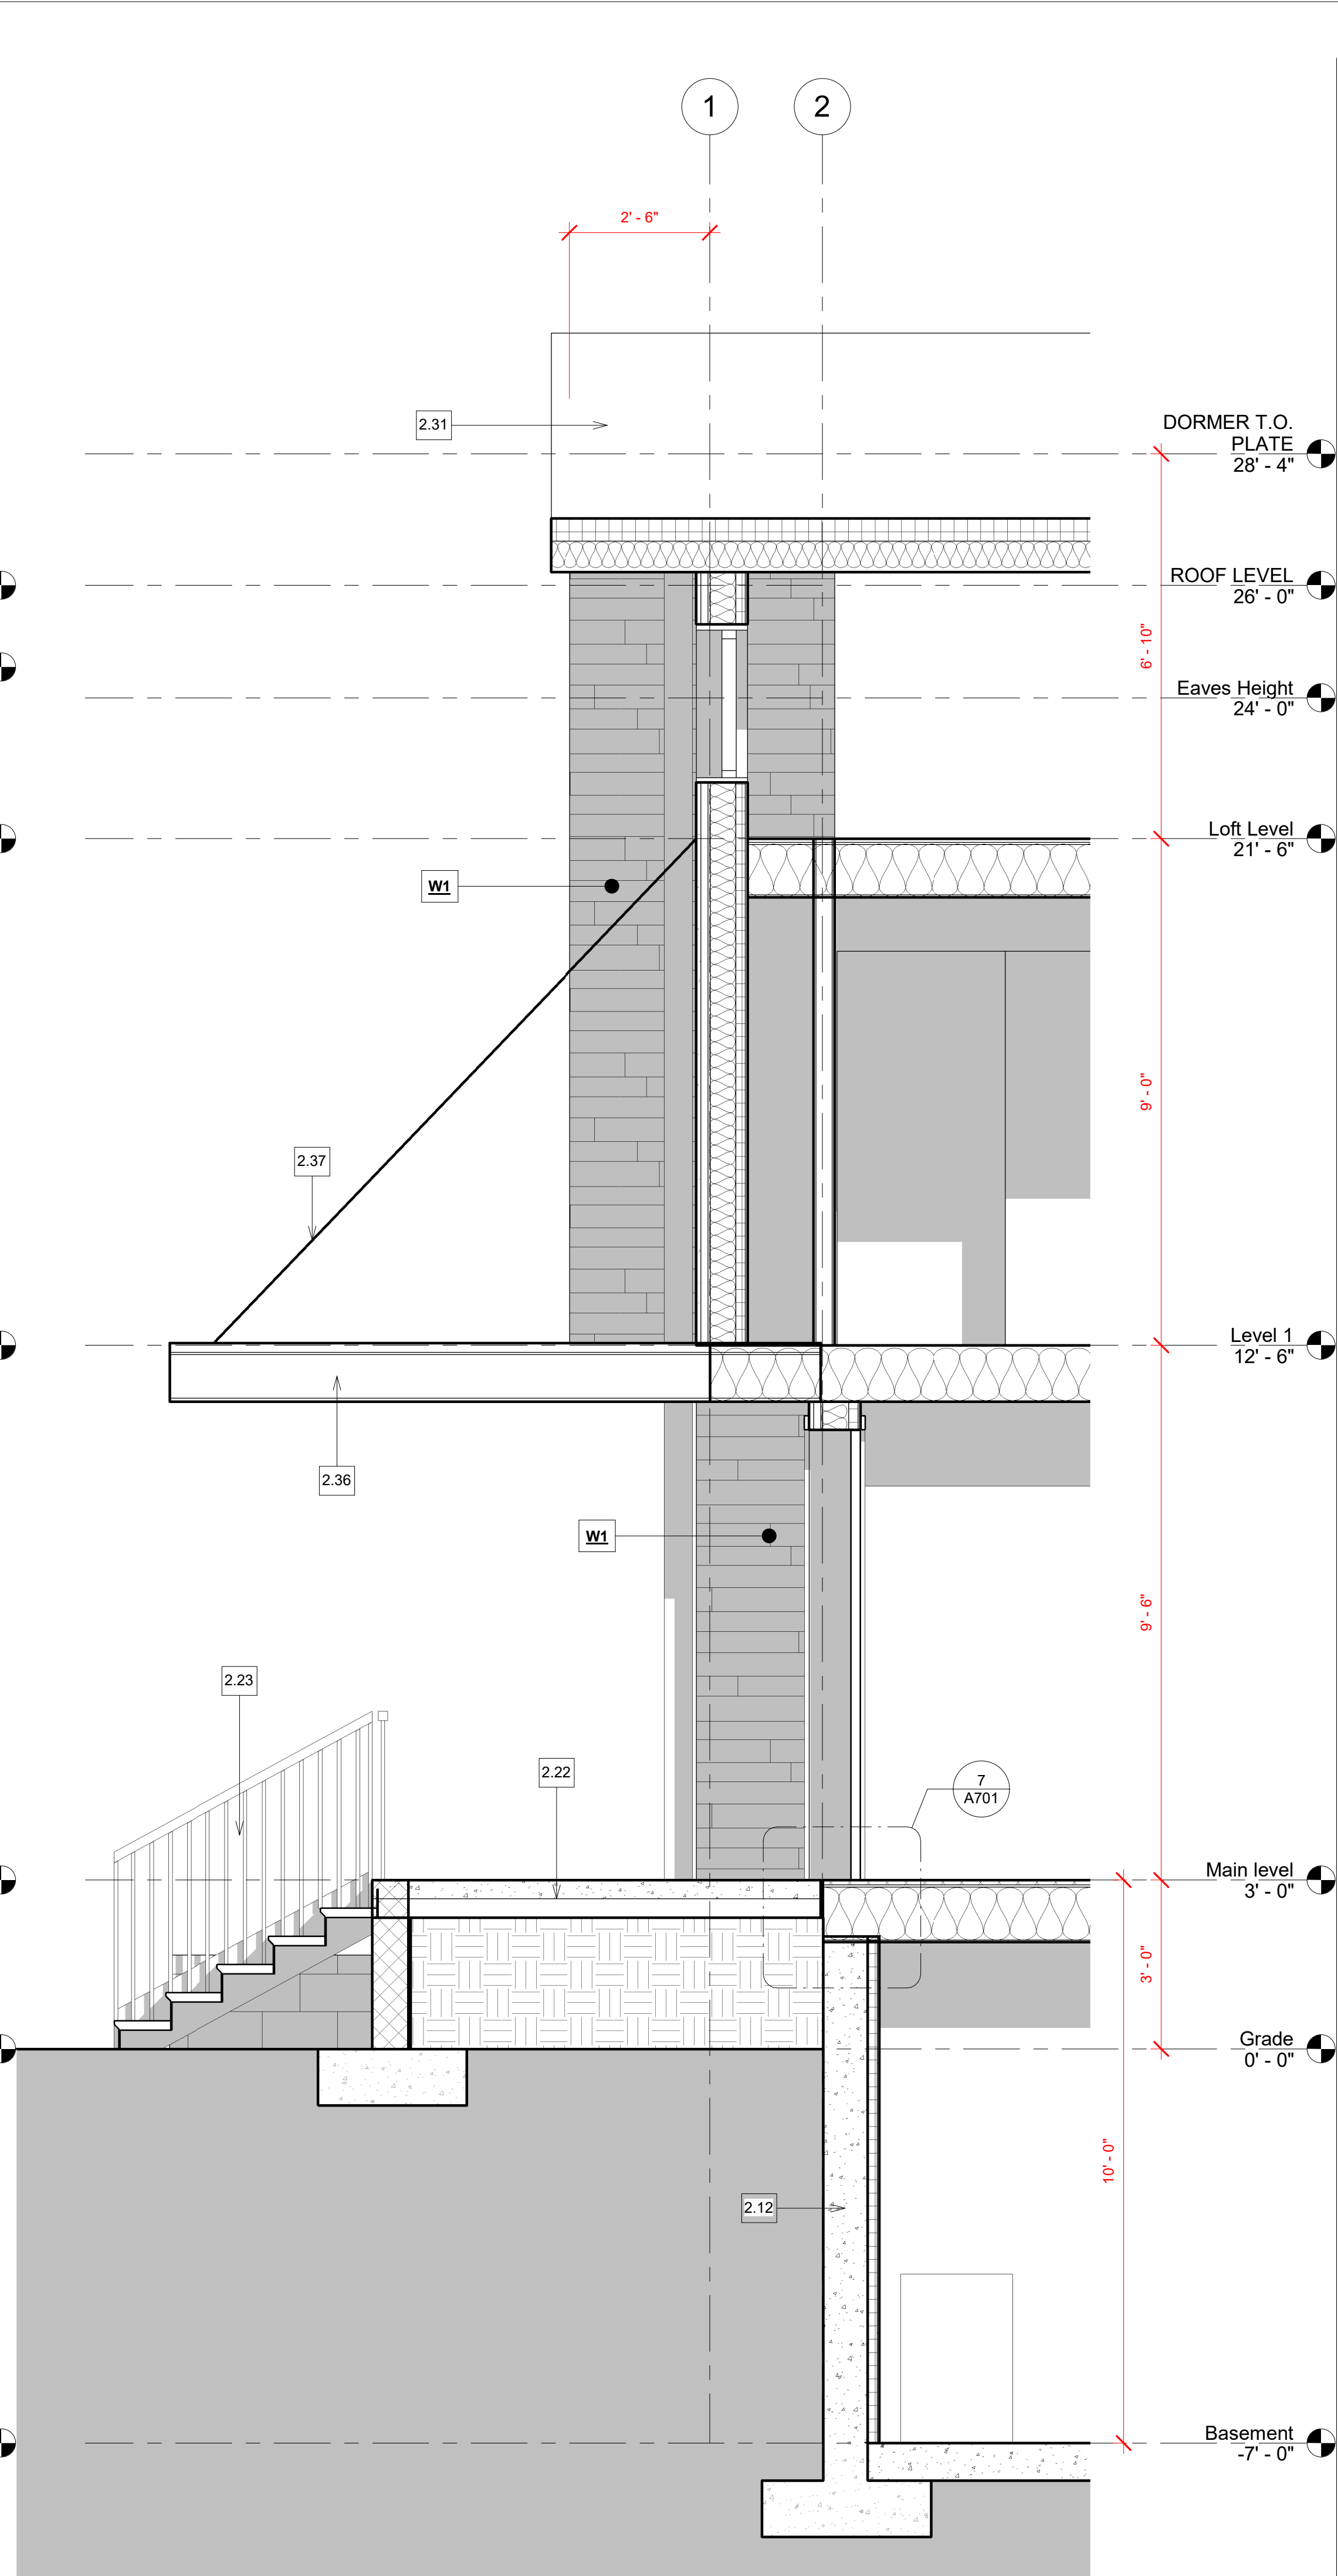 1
2
2' - 6"
2.31
DORMER T.O.
PLATE
28' - 4"
ROOF LEVEL
26' - 0"
6' - 10"
Eaves Height
24' - 0"
Loft Level
21' - 6"
W1
9' - 0"
2.37
Level 1
12' - 6"
2.36
W1
9' - 6"
2.23
2.22
7
A701
Main level
3' - 0"
3' - 0"
Grade
0' - 0"
10' - 0"
2.12
Basement
-7' - 0"